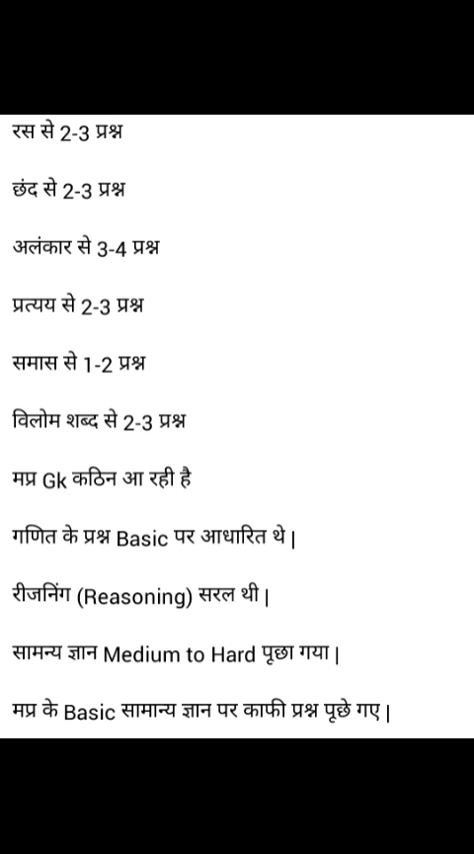 रस से 2-3 प्रश्न
छंद से 2-3 प्रश्न
अलंकार से 3-4 प्रश्न
प्रत्यय से 2-3 प्रश्न
समास से 1-2 प्रश्न
विलोम शब्द से 2-3 प्रश्न
मप्र Gk कठिन आ रही है
गणित के प्रश्न Basic पर आधारित थे |
रीजनिंग (Reasoning) सरल थी |
सामन्य ज्ञान Medium to Hard पूछा गया |
मप्र के Basic सामान्य ज्ञान पर काफी प्रश्न पूछे गए |